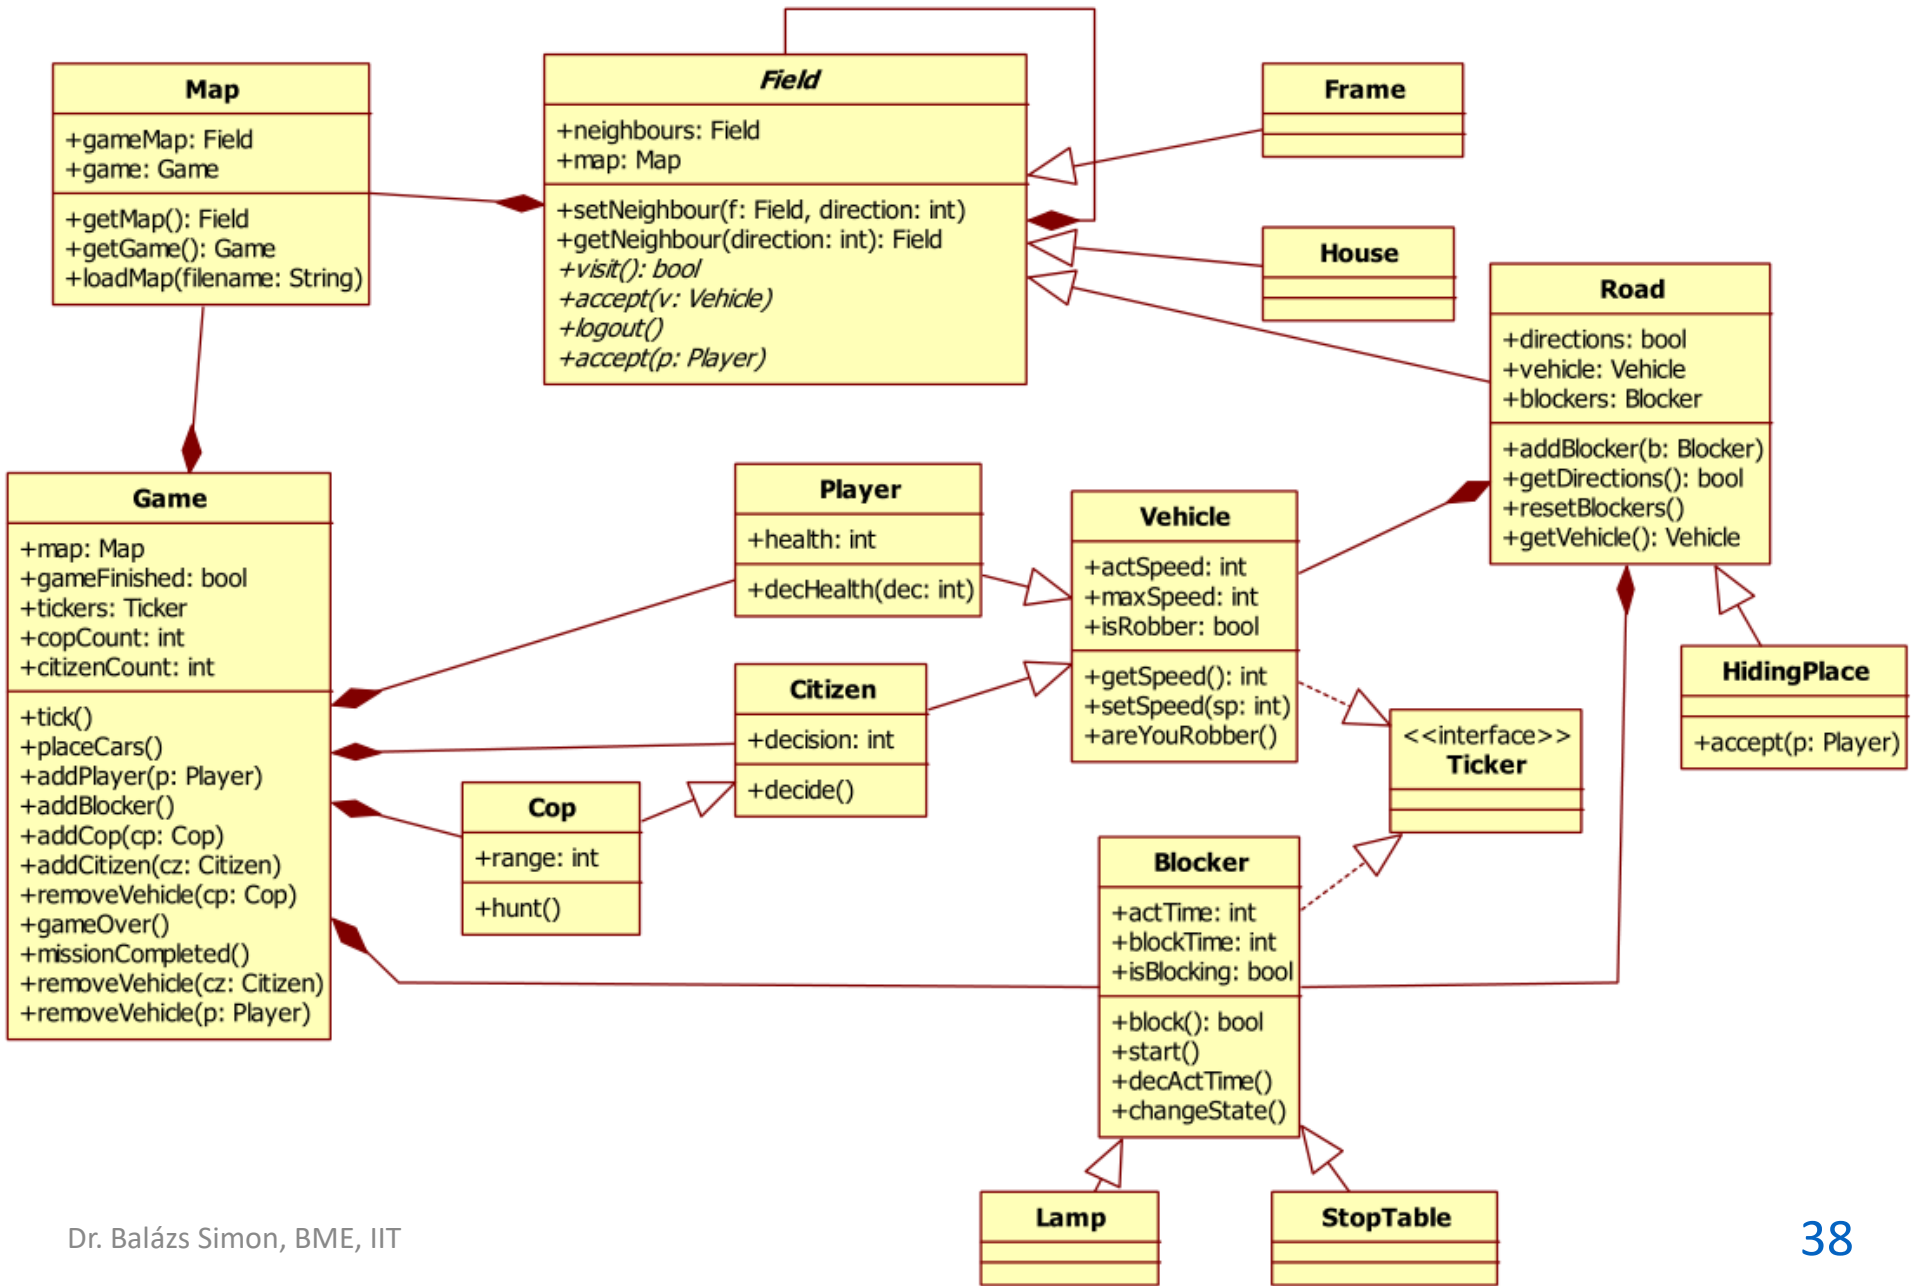 Map
+gameMap: Field
+game: Game
+getMap(): Field
+getGame(): Game
+loadMap(filename: String)
Field
+neighbours: Field
+map: Map
+setNeighbour(f: Field, direction: int)
+getNeighbour(direction: int): Field
+visit(): bool
+accept(v: Vehicle)
+logout()
+accept(p: Player)
Frame
House
Road
+directions: bool
+vehicle: Vehicle
+blockers: Blocker
+addBlocker(b: Blocker)
+getDirections(): bool
+resetBlockers()
+getVehicle(): Vehicle
Game
+map: Map
+gameFinished: bool
+tickers: Ticker
+copCount: int
+citizenCount: int
+tick()
+placeCars()
+addPlayer(p: Player)
+addBlocker()
+addCop(cp: Cop)
+addCitizen(cz: Citizen)
+removeVehicle(cp: Cop)
+gameOver()
+missionCompleted()
+removeVehicle(cz: Citizen)
+removeVehicle(p: Player)
Player
+health: int
+decHealth(dec: int)
Vehicle
+actSpeed: int
+maxSpeed: int
+isRobber: bool
+getSpeed(): int
+setSpeed(sp: int)
+areYouRobber()
Citizen
+decision: int
+decide()
Cop
+range: int
+hunt()
<<interface>>
Ticker
HidingPlace
+accept(p: Player)
Blocker
+actTime: int
+blockTime: int
+isBlocking: bool
+block(): bool
+start()
+decActTime()
+changeState()
Lamp
StopTable
Dr. Balázs Simon, BME, IIT
38